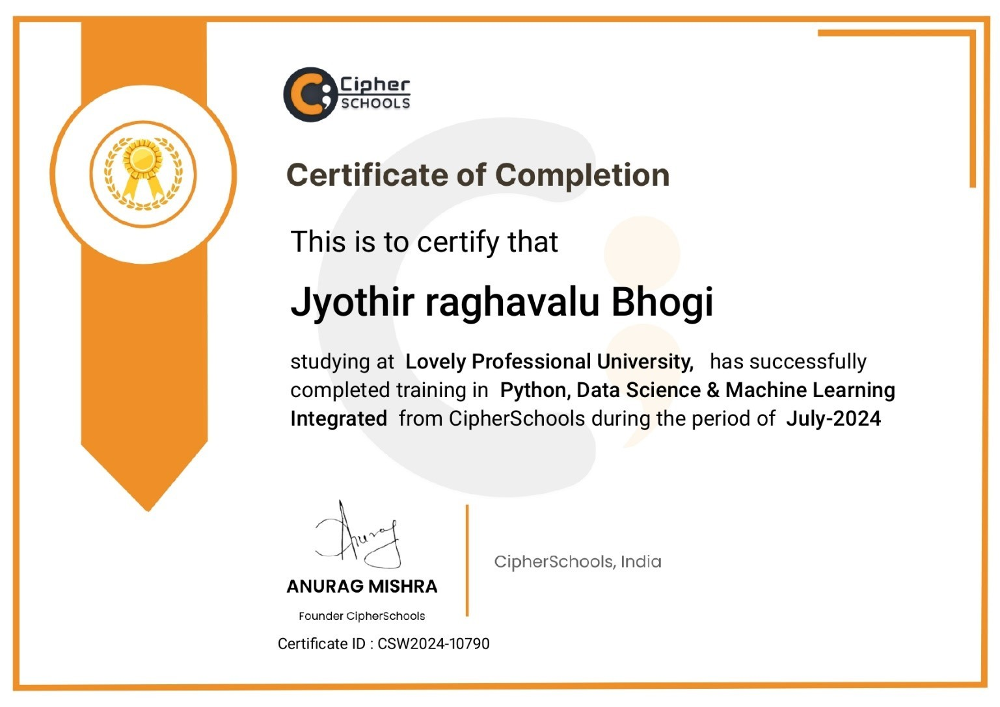 Cipher
SCHOOLS
Certificate of Completion
This is to certify that
Jyothir raghavalu Bhogi
studying at Lovely Professional University, has successfully
completed training in Python, Data Science & Machine Learning
Integrated from CipherSchools during the period of July-2024
Anurag
ANURAG MISHRA
Founder CipherSchools
CipherSchools, India
Certificate ID : CSW2024-10790